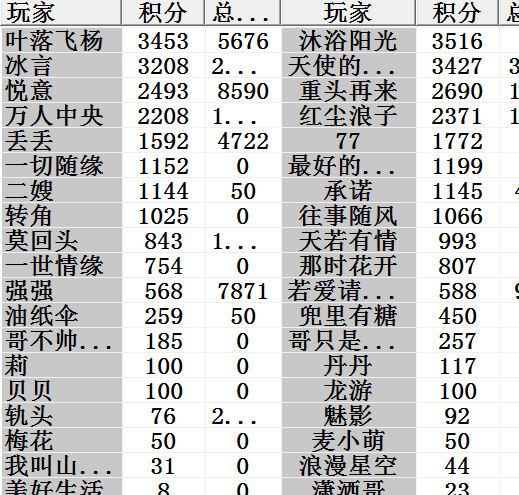 玩家 积分 总... 玩家 积分
叶落飞杨 3453 5676 沐浴阳光 3516
冰言 3208 2... 天使的... 3427
悦意 2493 8590 重头再来 2690
万人中央 2208 1... 红尘浪子 2371
丢丢 1592 4722 77 1772
一切随缘 1152 0 最好的... 1199
二嫂 1144 50 承诺 1145
转角 1025 0 往事随风 1066
莫回头 843 1... 天若有情 993
一世情缘 754 0 那时花开 807
强强 568 7871 若爱请... 588
油纸伞 259 50 兜里有糖 450
哥不帅... 185 0 哥只是... 257
莉 100 0 丹丹 117
贝贝 100 0 龙游 100
轨头 76 2... 魅影 92
梅花 50 0 麦小萌 50
我叫山... 31 0 浪漫星空 44
美好生活 8 0 潇洒哥 23